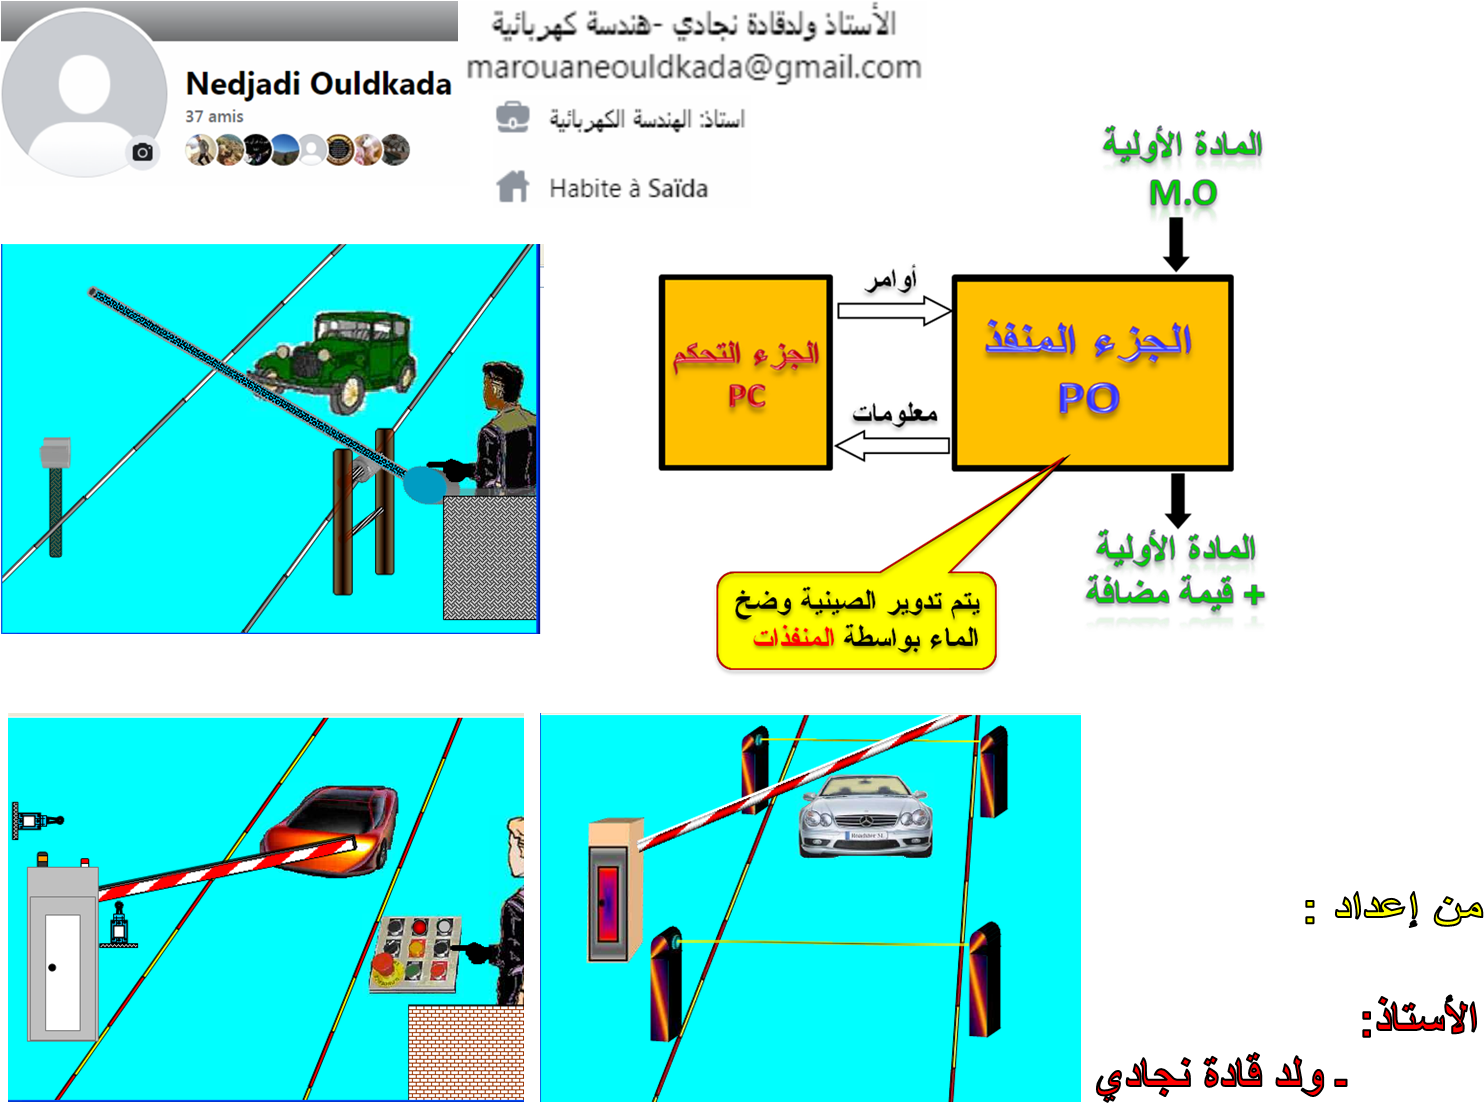 Nedjadi Ouldkada
37 amis
الأستاذ ولدقادة نجادي -هندسة كهربائية
marouaneouldkada@gmail.com
استاذ: الهندسة الكهربائية
Habite à Saïda
المادة الأولية
M.O
أوامر
الجزء التحكم
PC
معلومات
الجزء المنفذ
PO
المادة الأولية
+ قيمة مضافة
يتم تدوير الصينية وضخ
الماء بواسطة المنفذات
من إعداد :
الأستاذ:
- ولد قادة نجادي